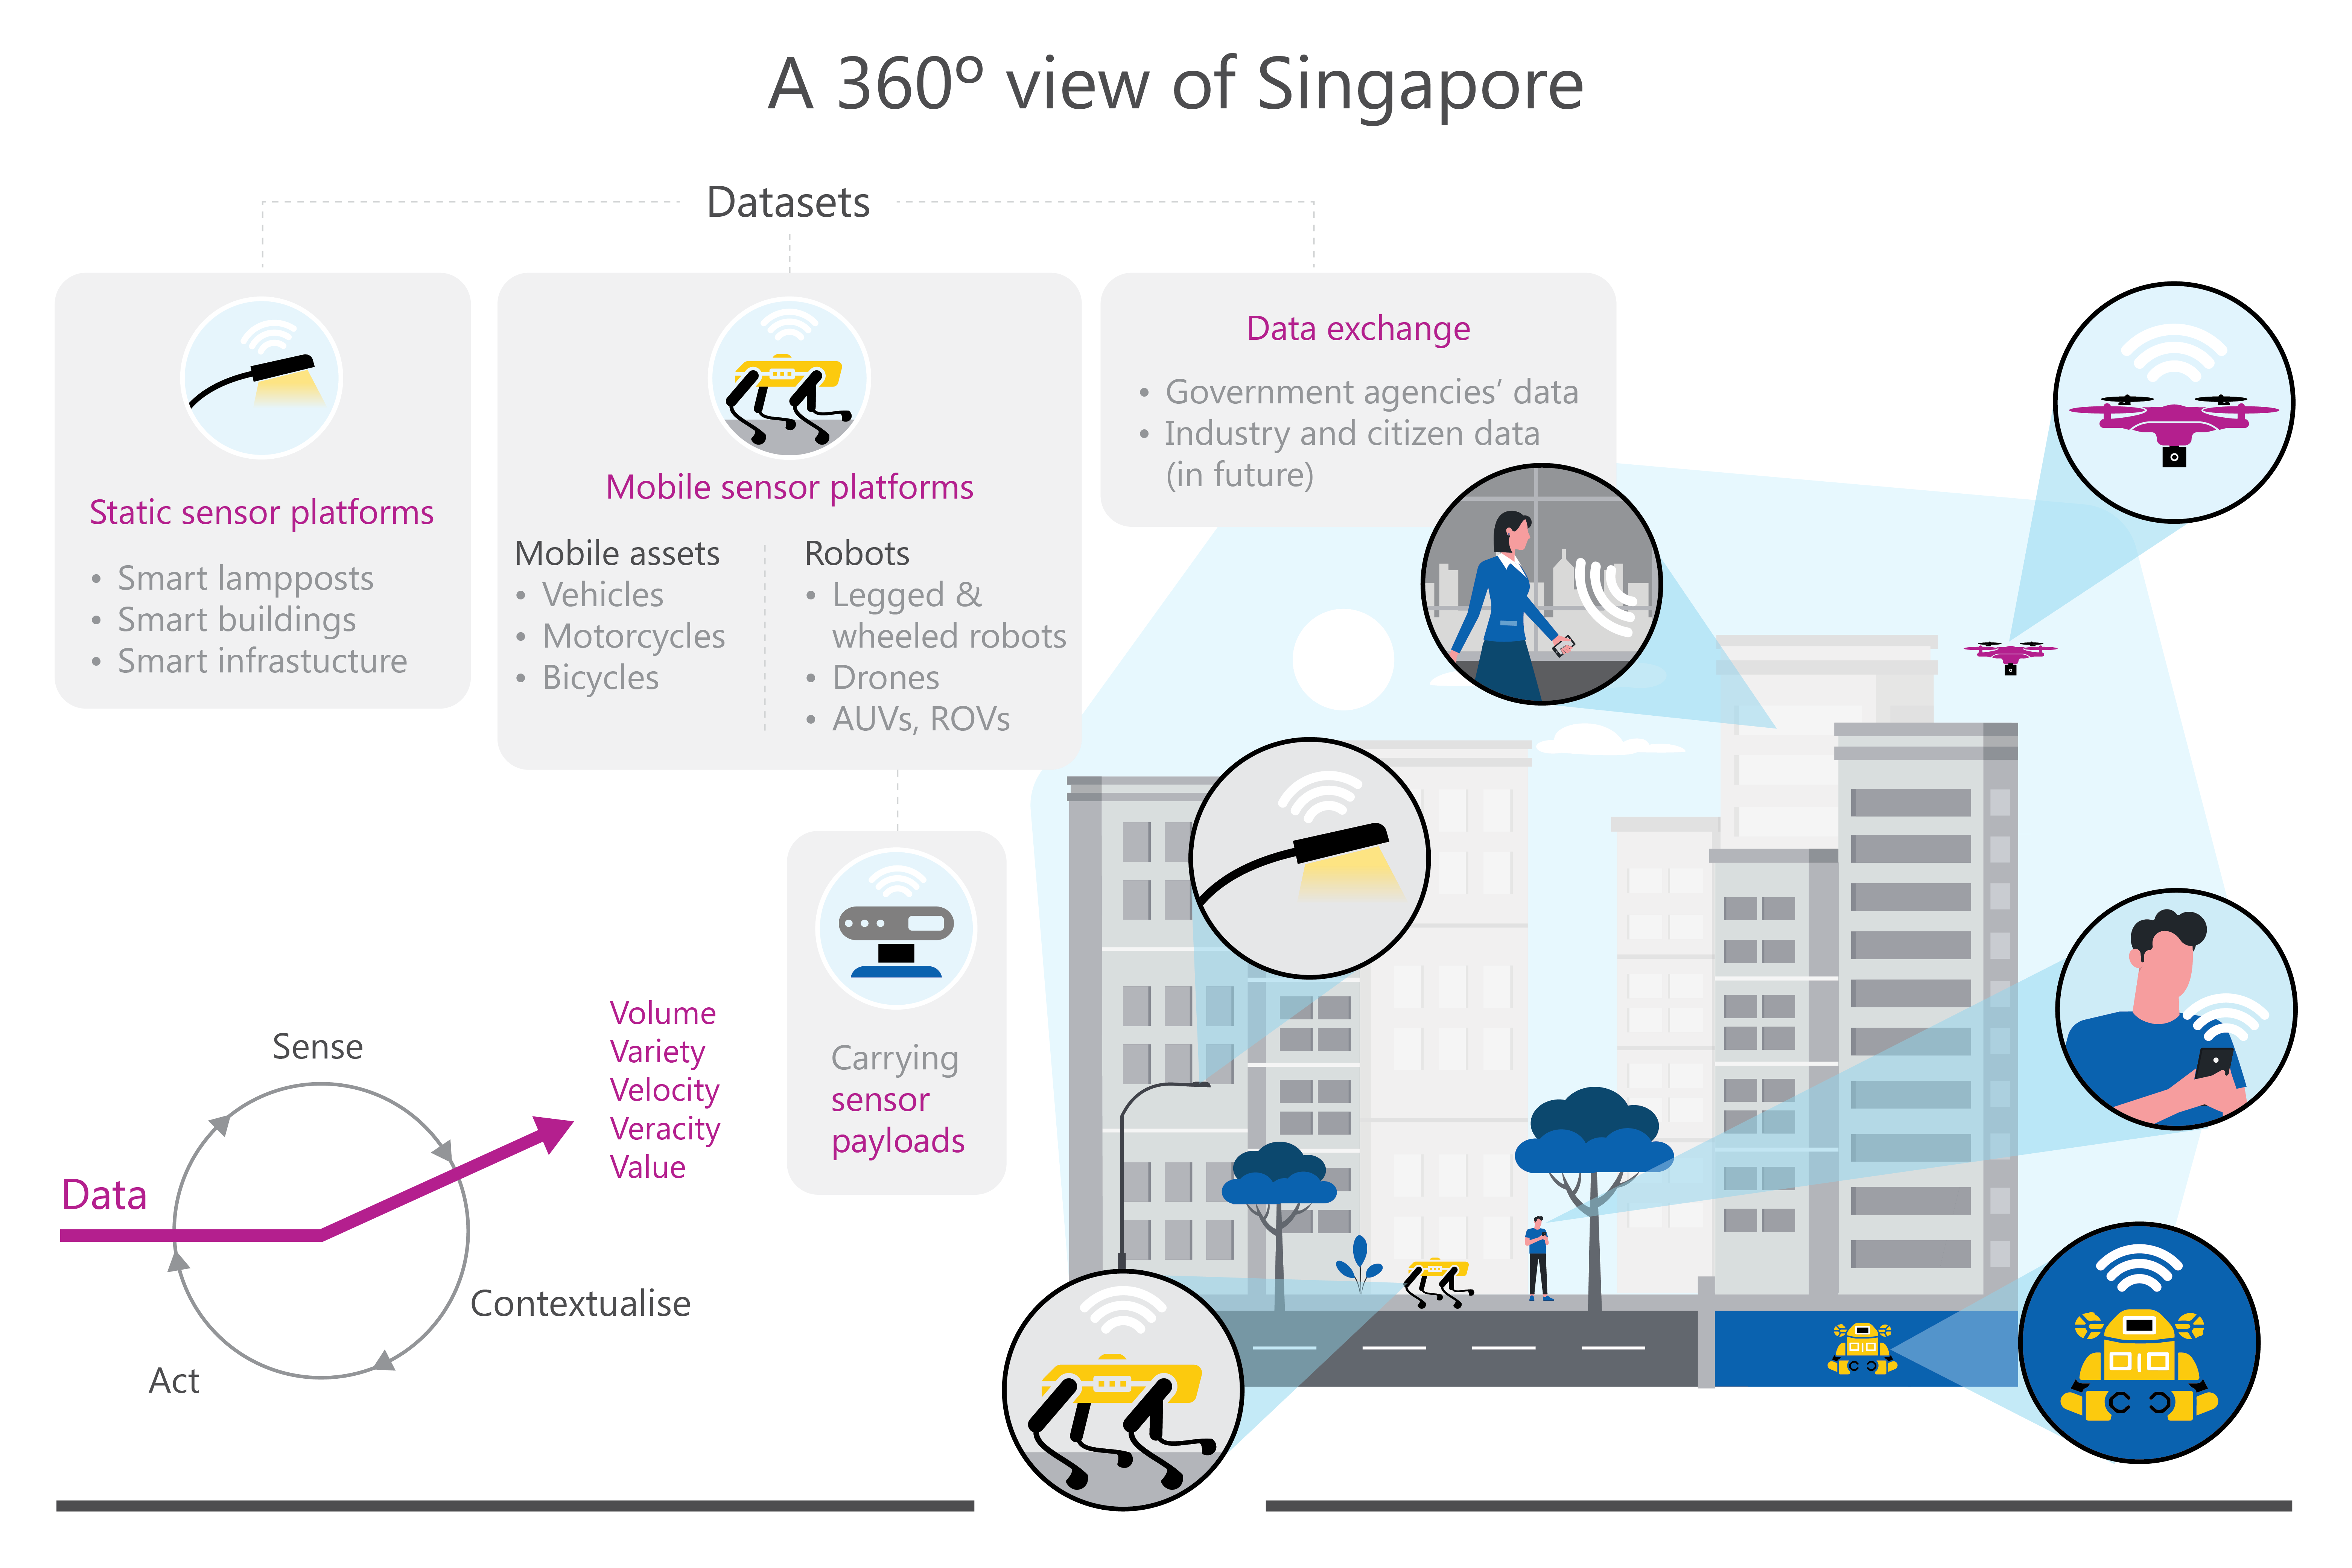 A 360º view of Singapore
Datasets
Static sensor platforms
• Smart lampposts
• Smart buildings
• Smart infrastucture
Mobile sensor platforms
Mobile assets
• Vehicles
• Motorcycles
• Bicycles
Robots
• Legged &
wheeled robots
• Drones
• AUVs, ROVs
Data exchange
• Government agencies’ data
• Industry and citizen data
(in future)
Carrying
sensor
payloads
Data
Sense
Contextualise
Act
Volume
Variety
Velocity
Veracity
Value